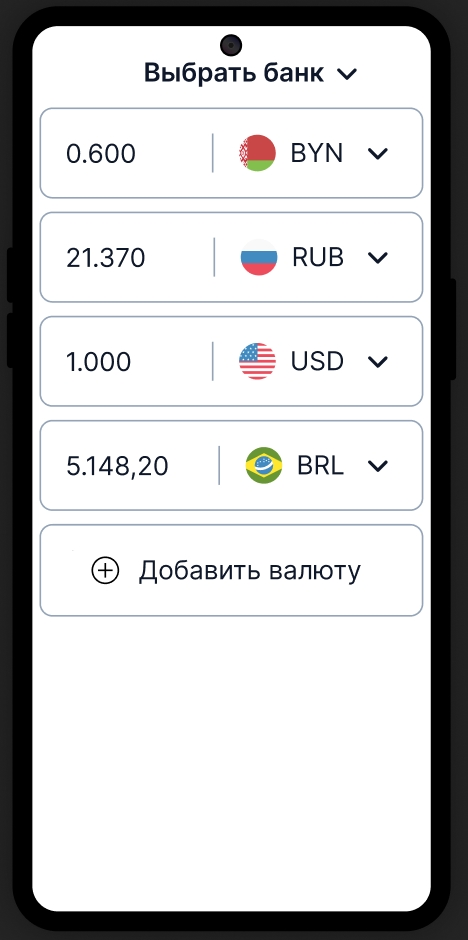 Выбрать банк
0.600 BYN
21.370 RUB
1.000 USD
5.148,20 BRL
Добавить валюту